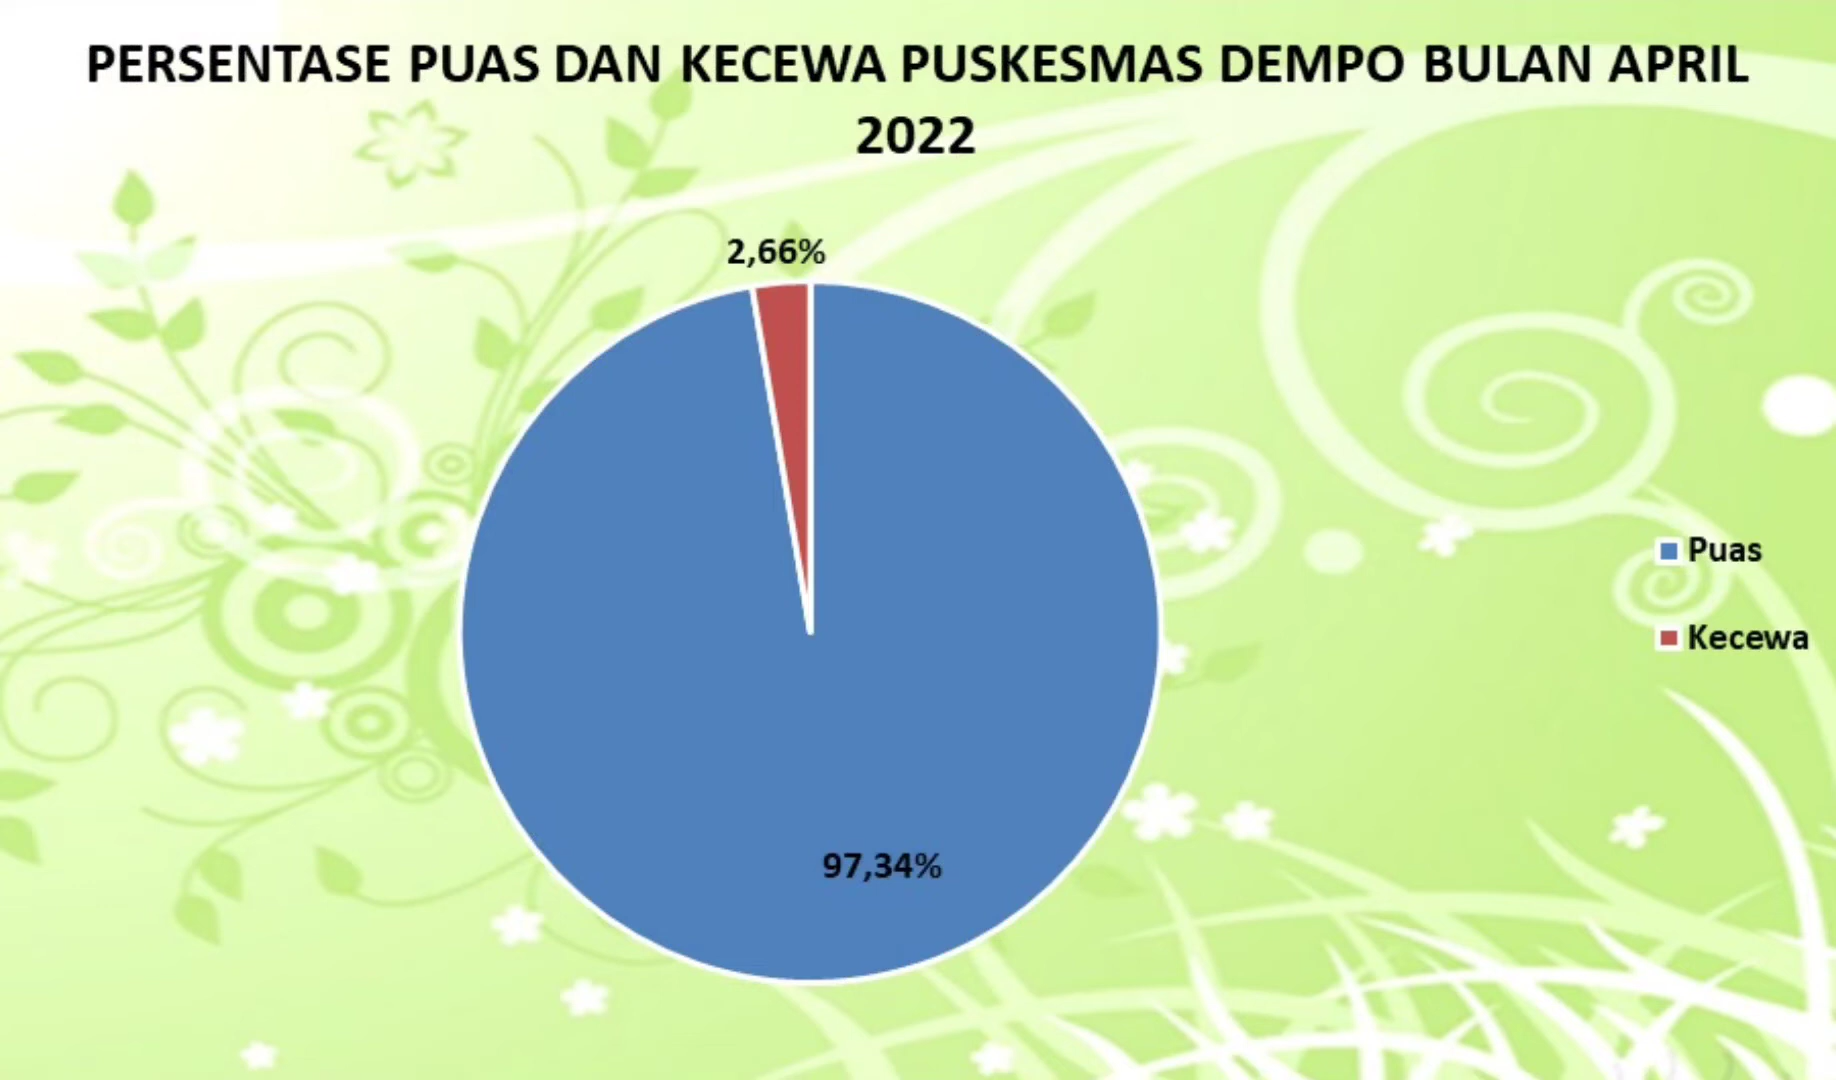 PERSENTASE PUAS DAN KECEWA PUSKESMAS DEMPO BULAN APRIL
2022
2,66%
Puas
Kecewa
97,34%